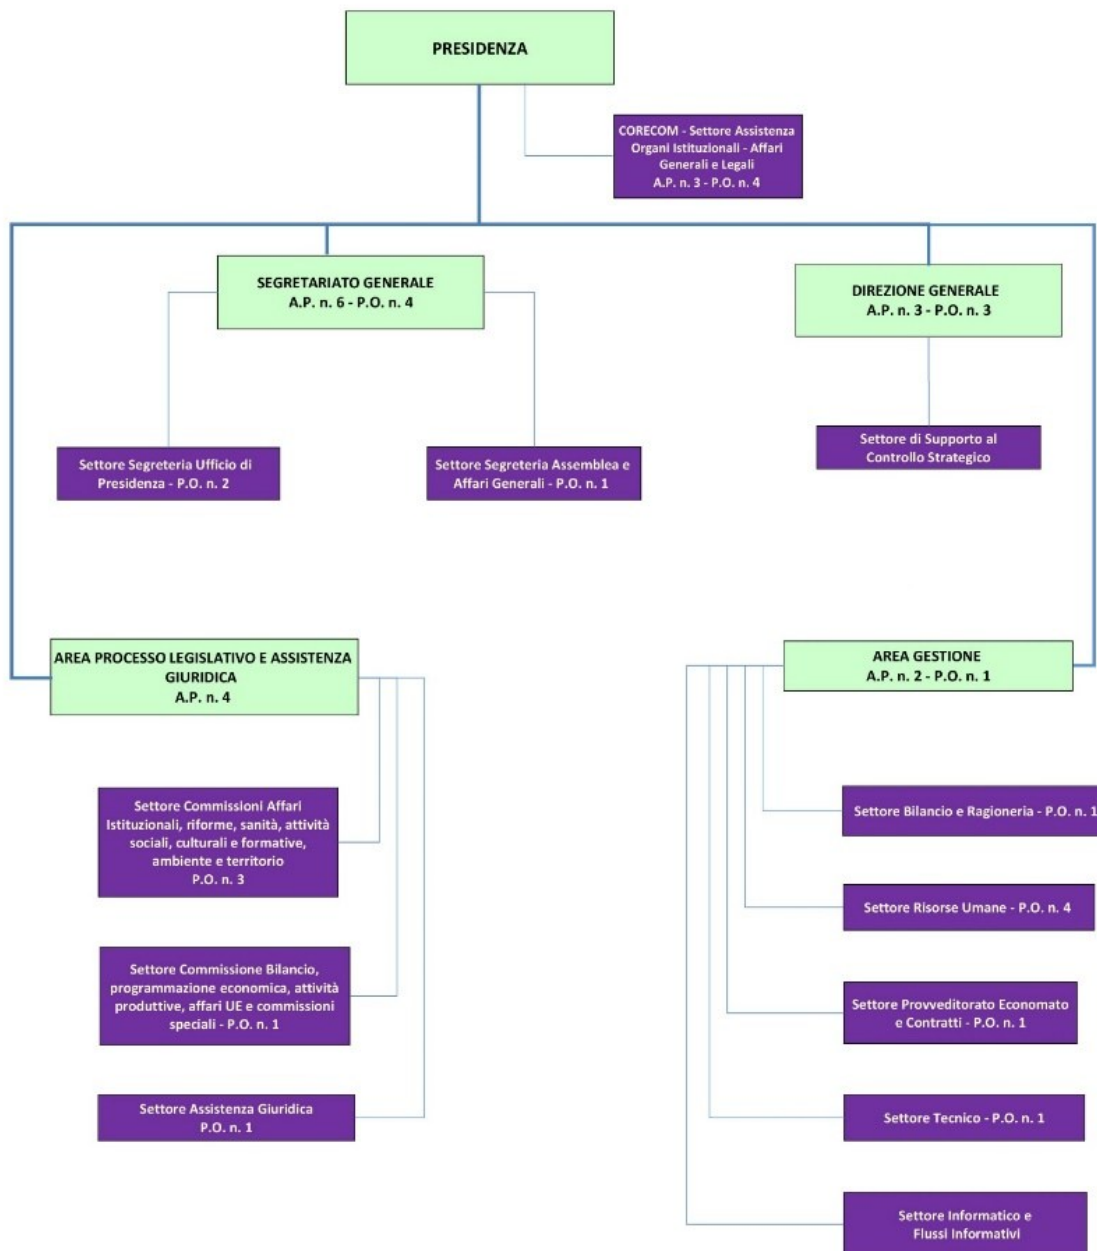 PRESIDENZA
CORECOM - Settore Assistenza
Organi Istituzionali - Affari
Generali e Legali
A.P. n. 3 - P.O. n. 4
SEGRETARIATO GENERALE
A.P. n. 6 - P.O. n. 4
DIREZIONE GENERALE
A.P. n. 3 - P.O. n. 3
Settore Segreteria Ufficio di
Presidenza - P.O. n. 2
Settore Segreteria Assemblea e
Affari Generali - P.O. n. 1
Settore di Supporto al
Controllo Strategico
AREA PROCESSO LEGISLATIVO E ASSISTENZA
GIURIDICA
A.P. n. 4
AREA GESTIONE
A.P. n. 2 - P.O. n. 1
Settore Commissioni Affari
Istituzionali, riforme, sanità, attività
sociali, culturali e formative,
ambiente e territorio
P.O. n. 3
Settore Commissione Bilancio,
programmazione economica, attività
produttive, affari UE e commissioni
speciali - P.O. n. 1
Settore Assistenza Giuridica
P.O. n. 1
Settore Bilancio e Ragioneria - P.O. n. 1
Settore Risorse Umane - P.O. n. 4
Settore Provveditorato Economato
e Contratti - P.O. n. 1
Settore Tecnico - P.O. n. 1
Settore Informatico e
Flussi Informativi